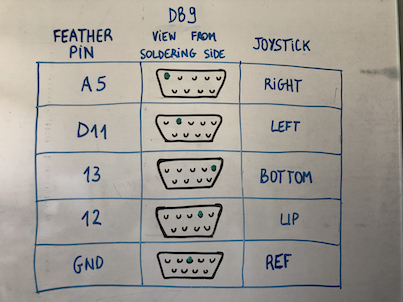 DB9
FEATHER PIN VIEW FROM SOLDERING SIDE JOYSTICK
A5 RIGHT
D11 LEFT
13 BOTTOM
12 UP
GND REF